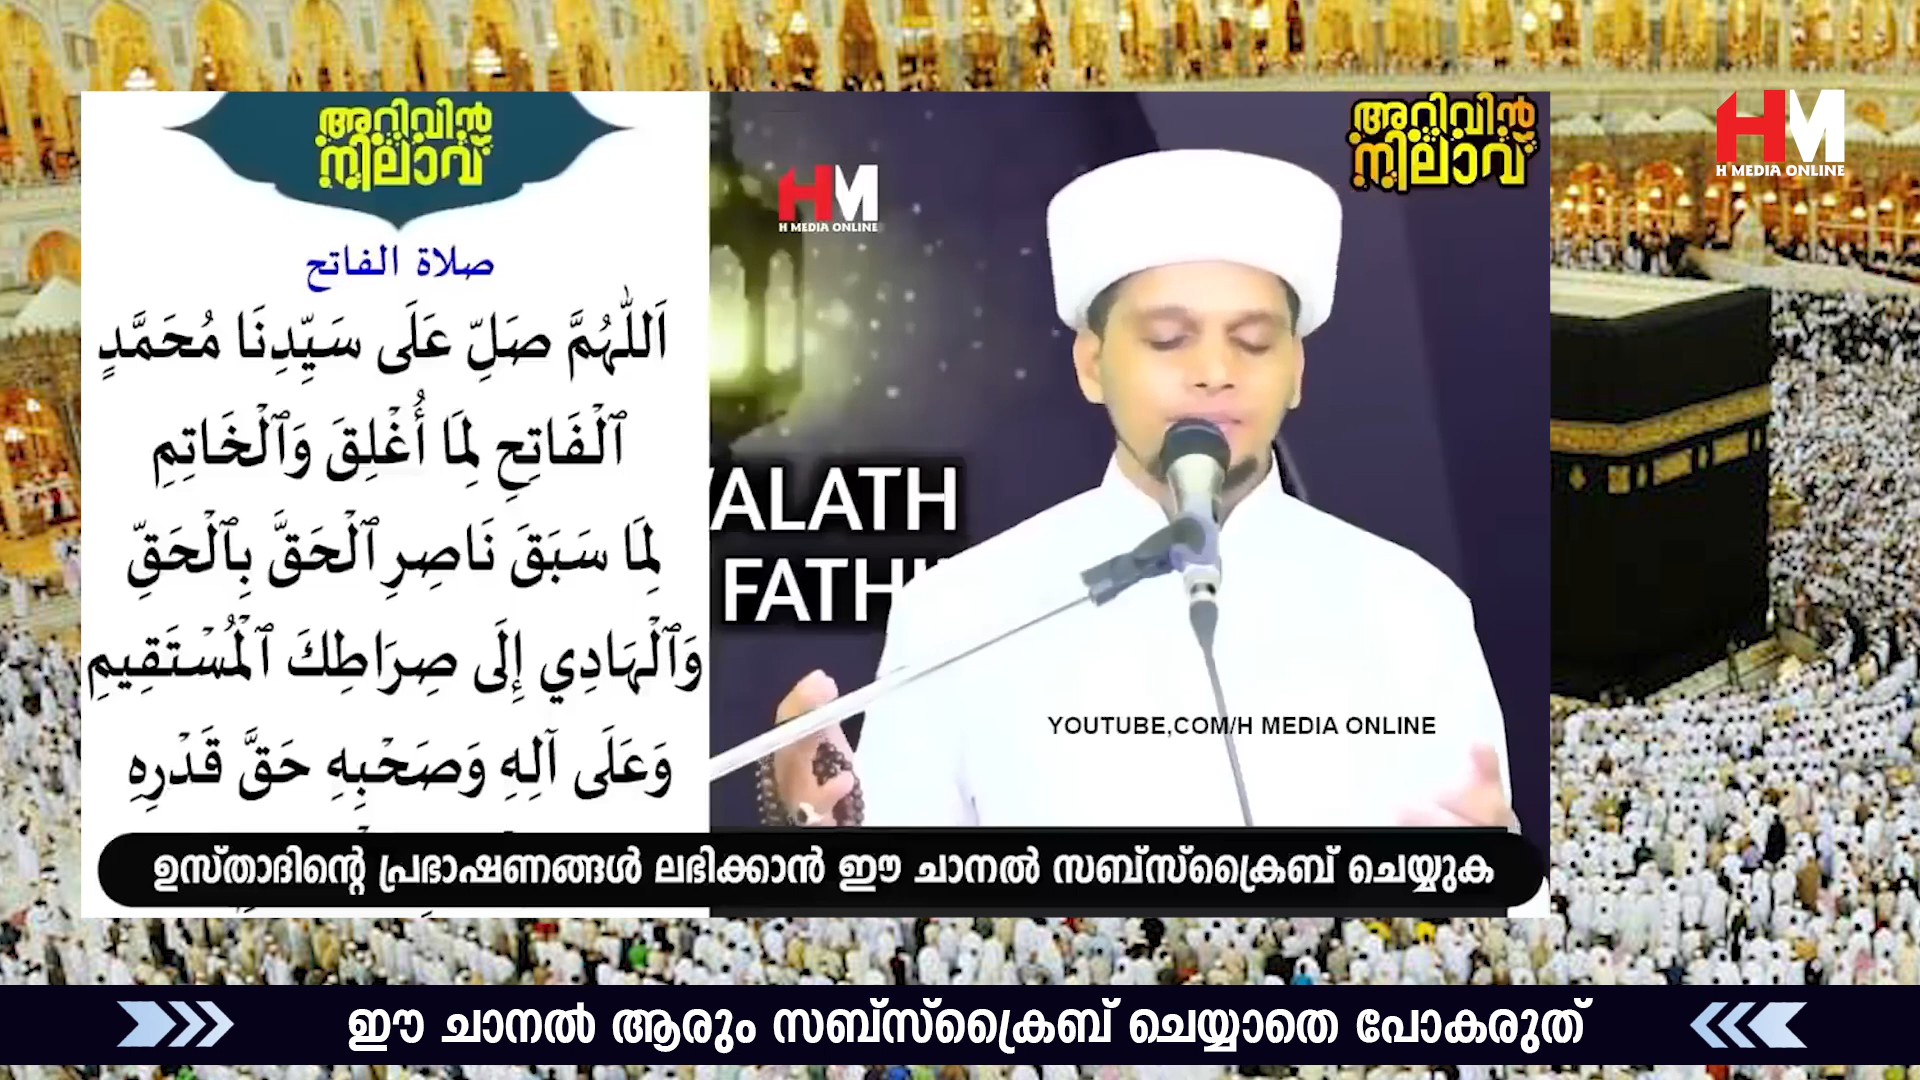 അറിവിൻ
നിലാവ്
صلاة الفاتح
اَللّٰهُمَّ صَلِّ عَلَى سَيِّدِنَا مُحَمَّدٍ
ٱلْفَاتِحِ لِمَا أُغْلِقَ وَٱلْخَاتِمِ
لِمَا سَبَقَ نَاصِرِ ٱلْحَقَّ بِٱلْحَقِّ
وَٱلْهَادِي إِلَى صِرَاطِكَ ٱلْمُسْتَقِيمِ
وَعَلَى آلِهِ وَصَحْبِهِ حَقَّ قَدْرِهِ
HM
H MEDIA ONLINE
അറിവിൻ
നിലാവ്
HM
H MEDIA ONLINE
ALATH
FATH
YOUTUBE,COM/H MEDIA ONLINE
ഉസ്താദിന്റെ പ്രഭാഷണങ്ങൾ ലഭിക്കാൻ ഈ ചാനൽ സബ്സ്ക്രൈബ് ചെയ്യുക
ഈ ചാനൽ ആരും സബ്സ്ക്രൈബ് ചെയ്യാതെ പോകരുത്